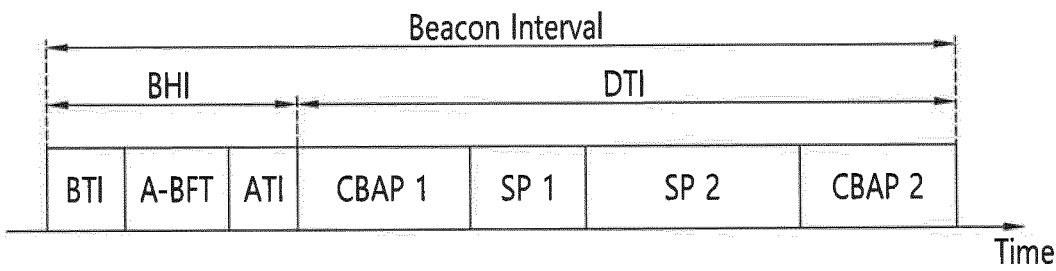 Beacon Interval
BHI DTI
BTI A-BFT ATI CBAP 1 SP 1 SP 2 CBAP 2
Time